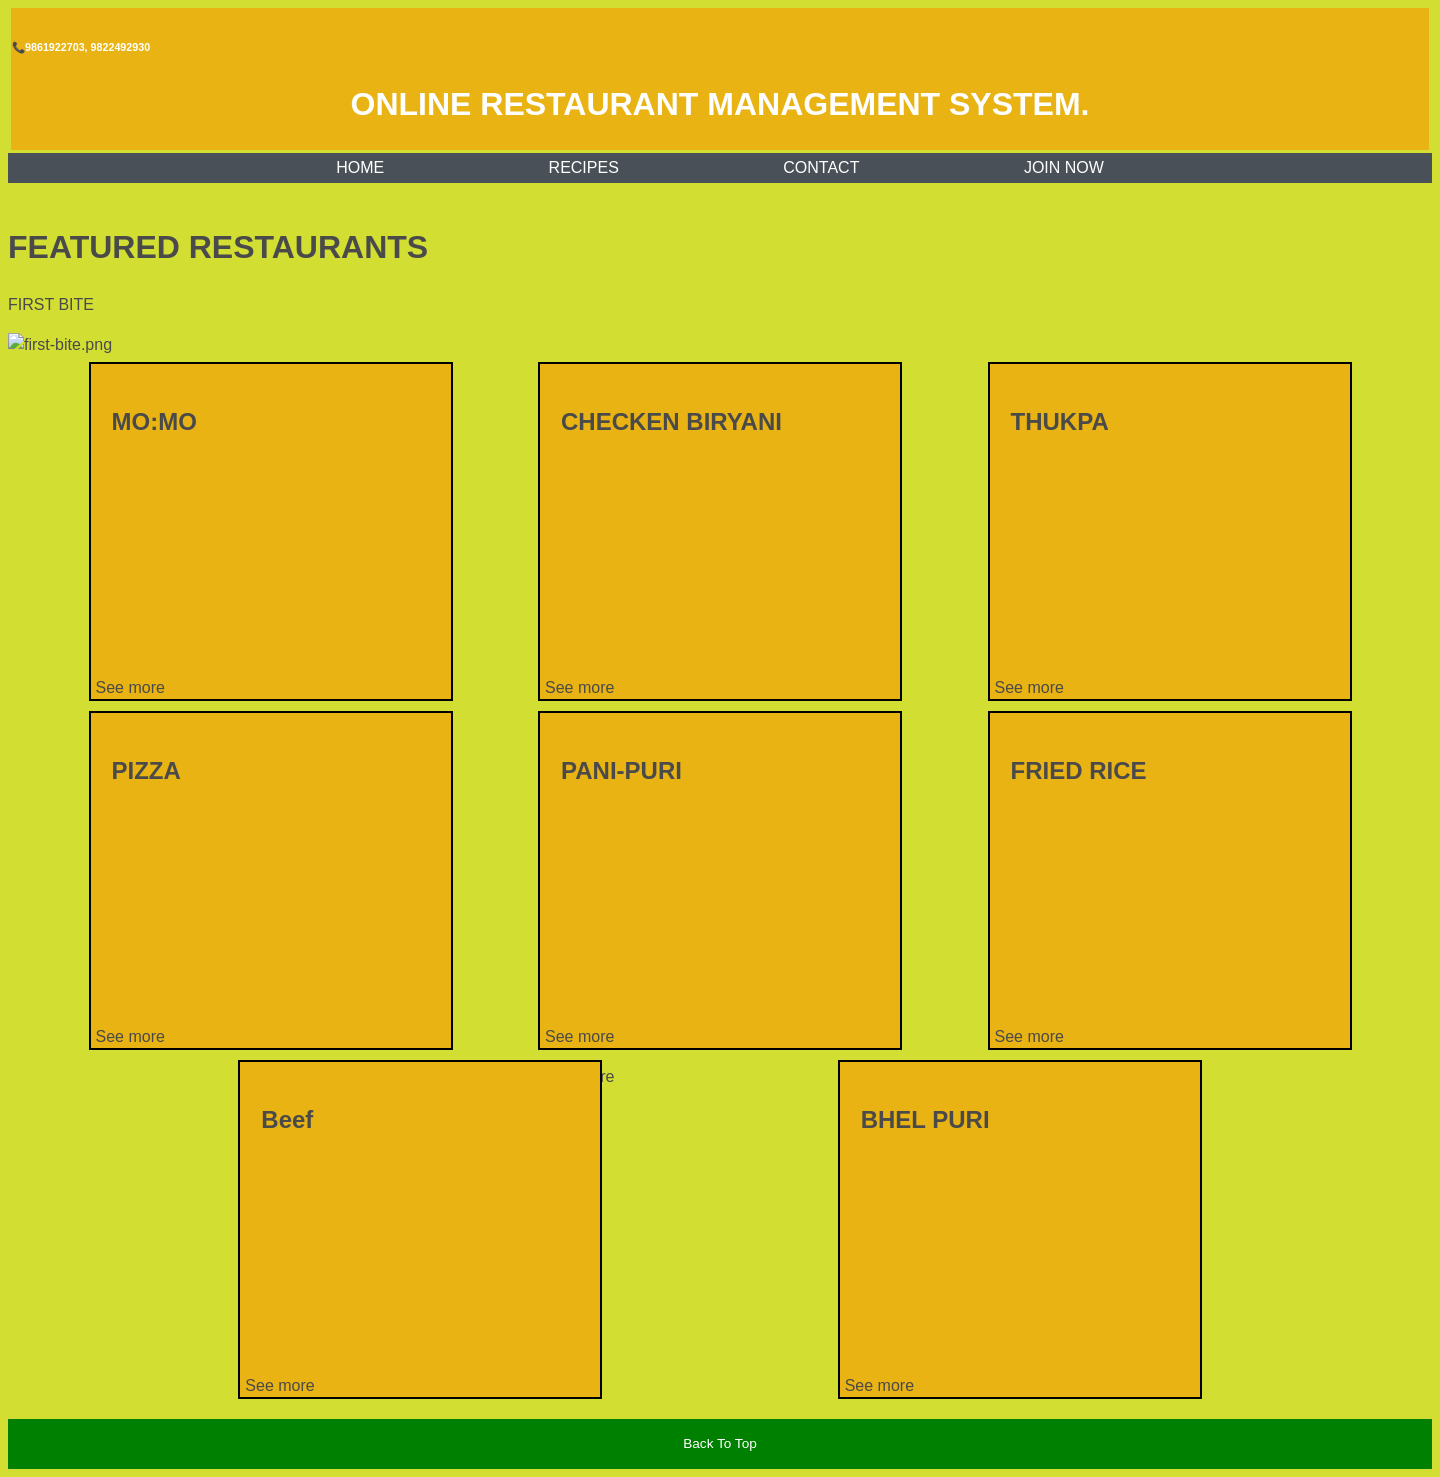 📞9861922703, 9822492930
ONLINE RESTAURANT MANAGEMENT SYSTEM.
HOME RECIPES CONTACT JOIN NOW
FEATURED RESTAURANTS
FIRST BITE
first-bite.png
MO:MO CHECKEN BIRYANI THUKPA
See more See more See more
PIZZA PANI-PURI FRIED RICE
See more See more See more
Beef BHEL PURI
See more See more
Back To Top